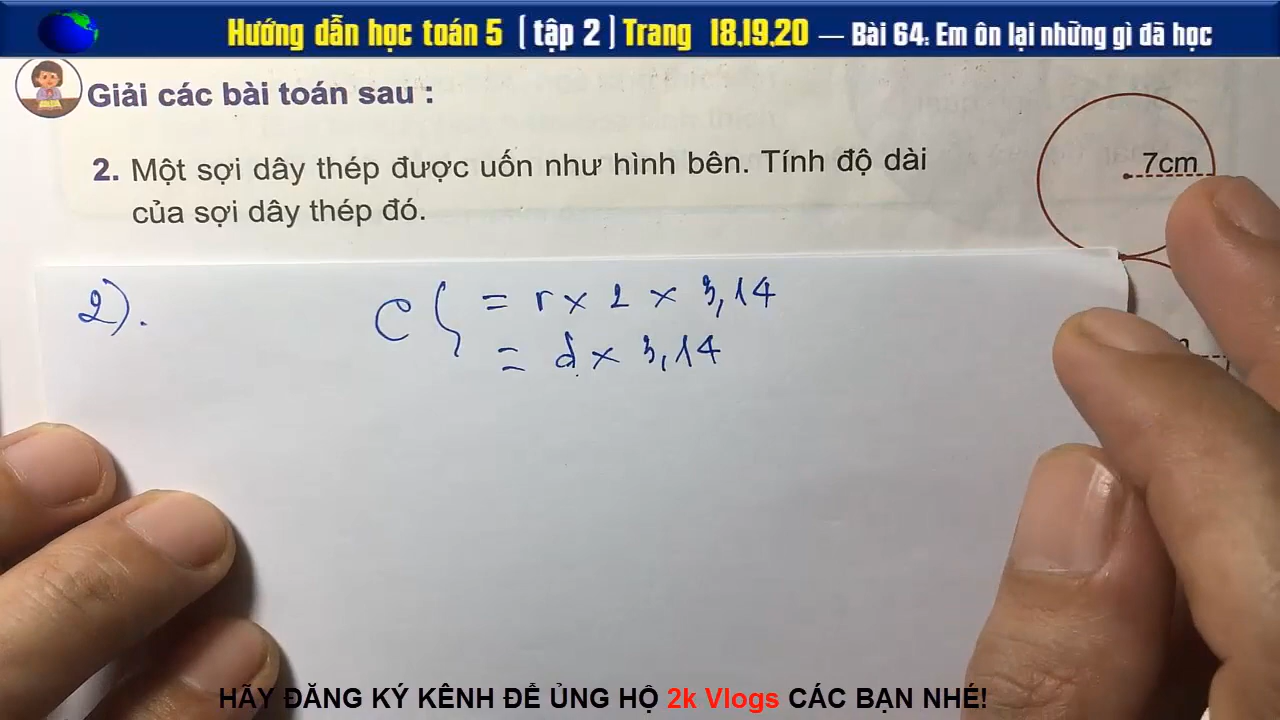 Hướng dẫn học toán 5 ( tập 2 ) Trang 18,19,20 — Bài 64: Em ôn lại những gì đã học
Giải các bài toán sau :
2. Một sợi dây thép được uốn như hình bên. Tính độ dài
của sợi dây thép đó.
7cm
2).
C { = r x 2 x 3,14
= d x 3,14
HÃY ĐĂNG KÝ KÊNH ĐỂ ỦNG HỘ 2k Vlogs CÁC BẠN NHÉ!